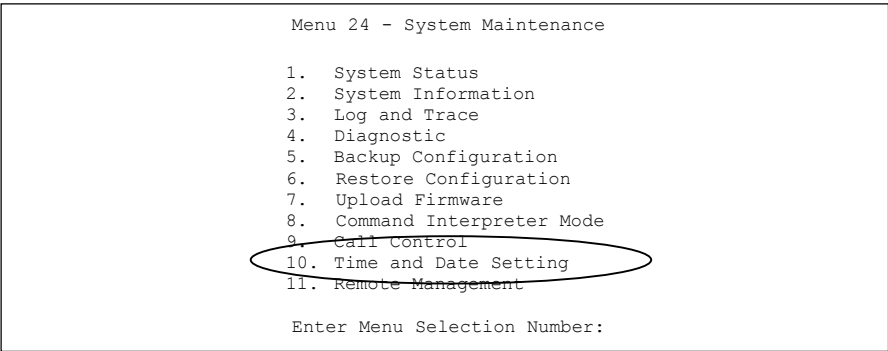 Menu 24 - System Maintenance
1. System Status
2. System Information
3. Log and Trace
4. Diagnostic
5. Backup Configuration
6. Restore Configuration
7. Upload Firmware
8. Command Interpreter Mode
9. Call Control
10. Time and Date Setting
11. Remote Management
Enter Menu Selection Number: